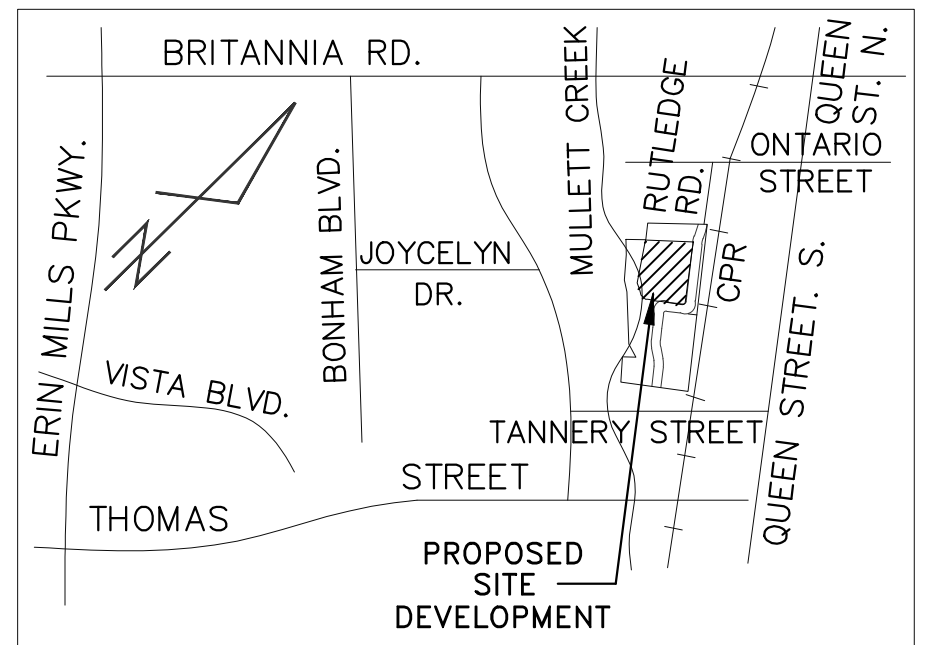 BRITANNIA RD.
ERIN MILLS PKWY.
BONHAM BLVD.
JOYCELYN
DR.
VISTA BLVD.
MULLETT CREEK
RUTLEDGE
RD.
QUEEN
ST. N.
ONTARIO
STREET
CPR
QUEEN STREET. S.
TANNERY STREET
STREET
THOMAS
PROPOSED
SITE
DEVELOPMENT
N